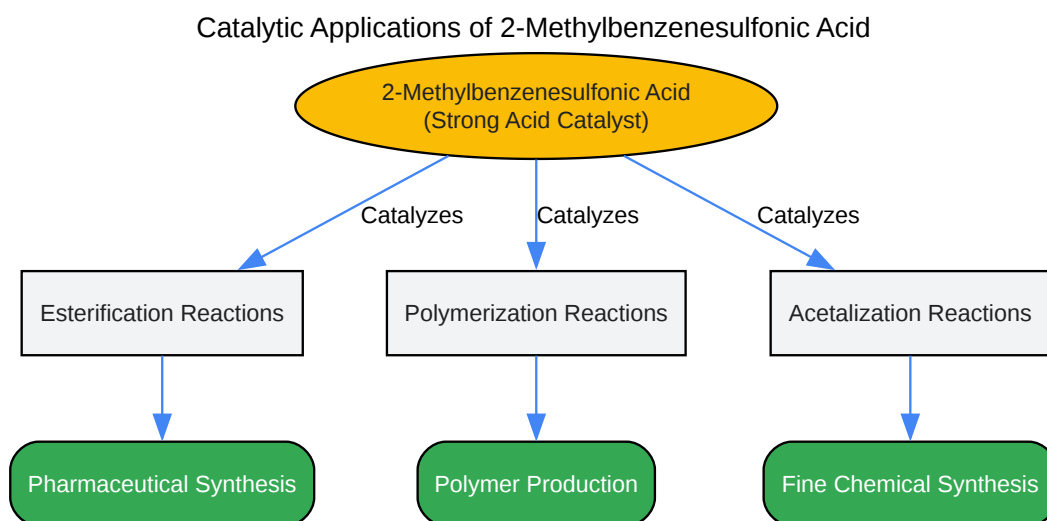 Catalytic Applications of 2-Methylbenzenesulfonic Acid
2-Methylbenzenesulfonic Acid
(Strong Acid Catalyst)
Catalyzes
Catalyzes
Catalyzes
Esterification Reactions
Polymerization Reactions
Acetalization Reactions
Pharmaceutical Synthesis
Polymer Production
Fine Chemical Synthesis